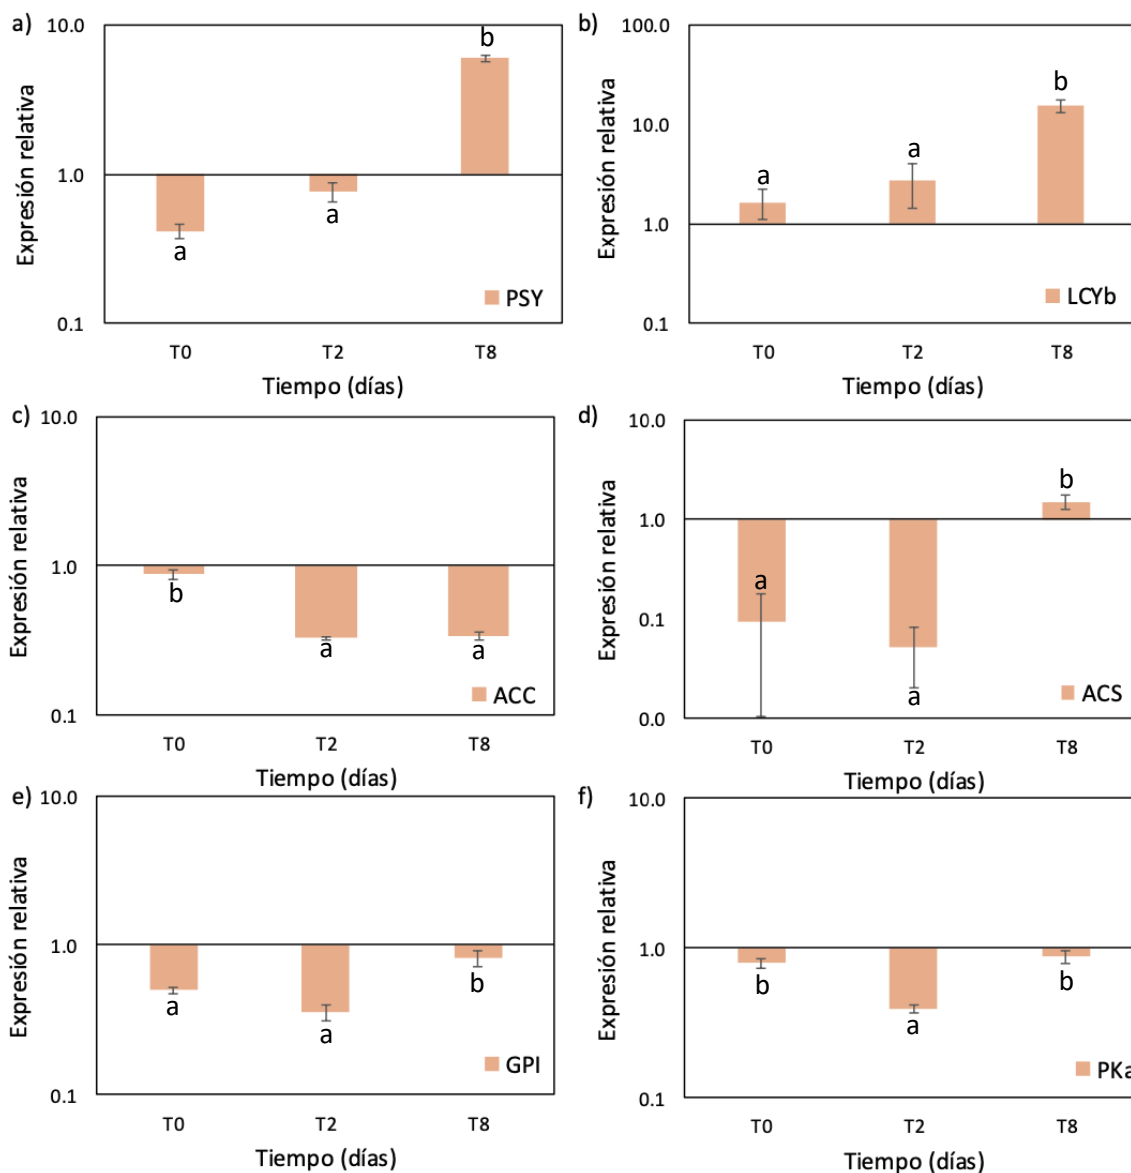 a)
10.0
1.0
0.1
Expresión relativa
b
a
a
PSY
T0 T2 T8
Tiempo (días)
b)
100.0
10.0
1.0
0.1
Expresión relativa
a
a
b
LCYb
T0 T2 T8
Tiempo (días)
c)
10.0
1.0
0.1
Expresión relativa
b
a
a
ACC
T0 T2 T8
Tiempo (días)
d)
10.0
1.0
0.1
0.0
Expresión relativa
a
a
b
ACS
T0 T2 T8
Tiempo (días)
e)
10.0
1.0
0.1
Expresión relativa
a
a
b
GPI
T0 T2 T8
Tiempo (días)
f)
10.0
1.0
0.1
Expresión relativa
b
a
b
PKa
T0 T2 T8
Tiempo (días)